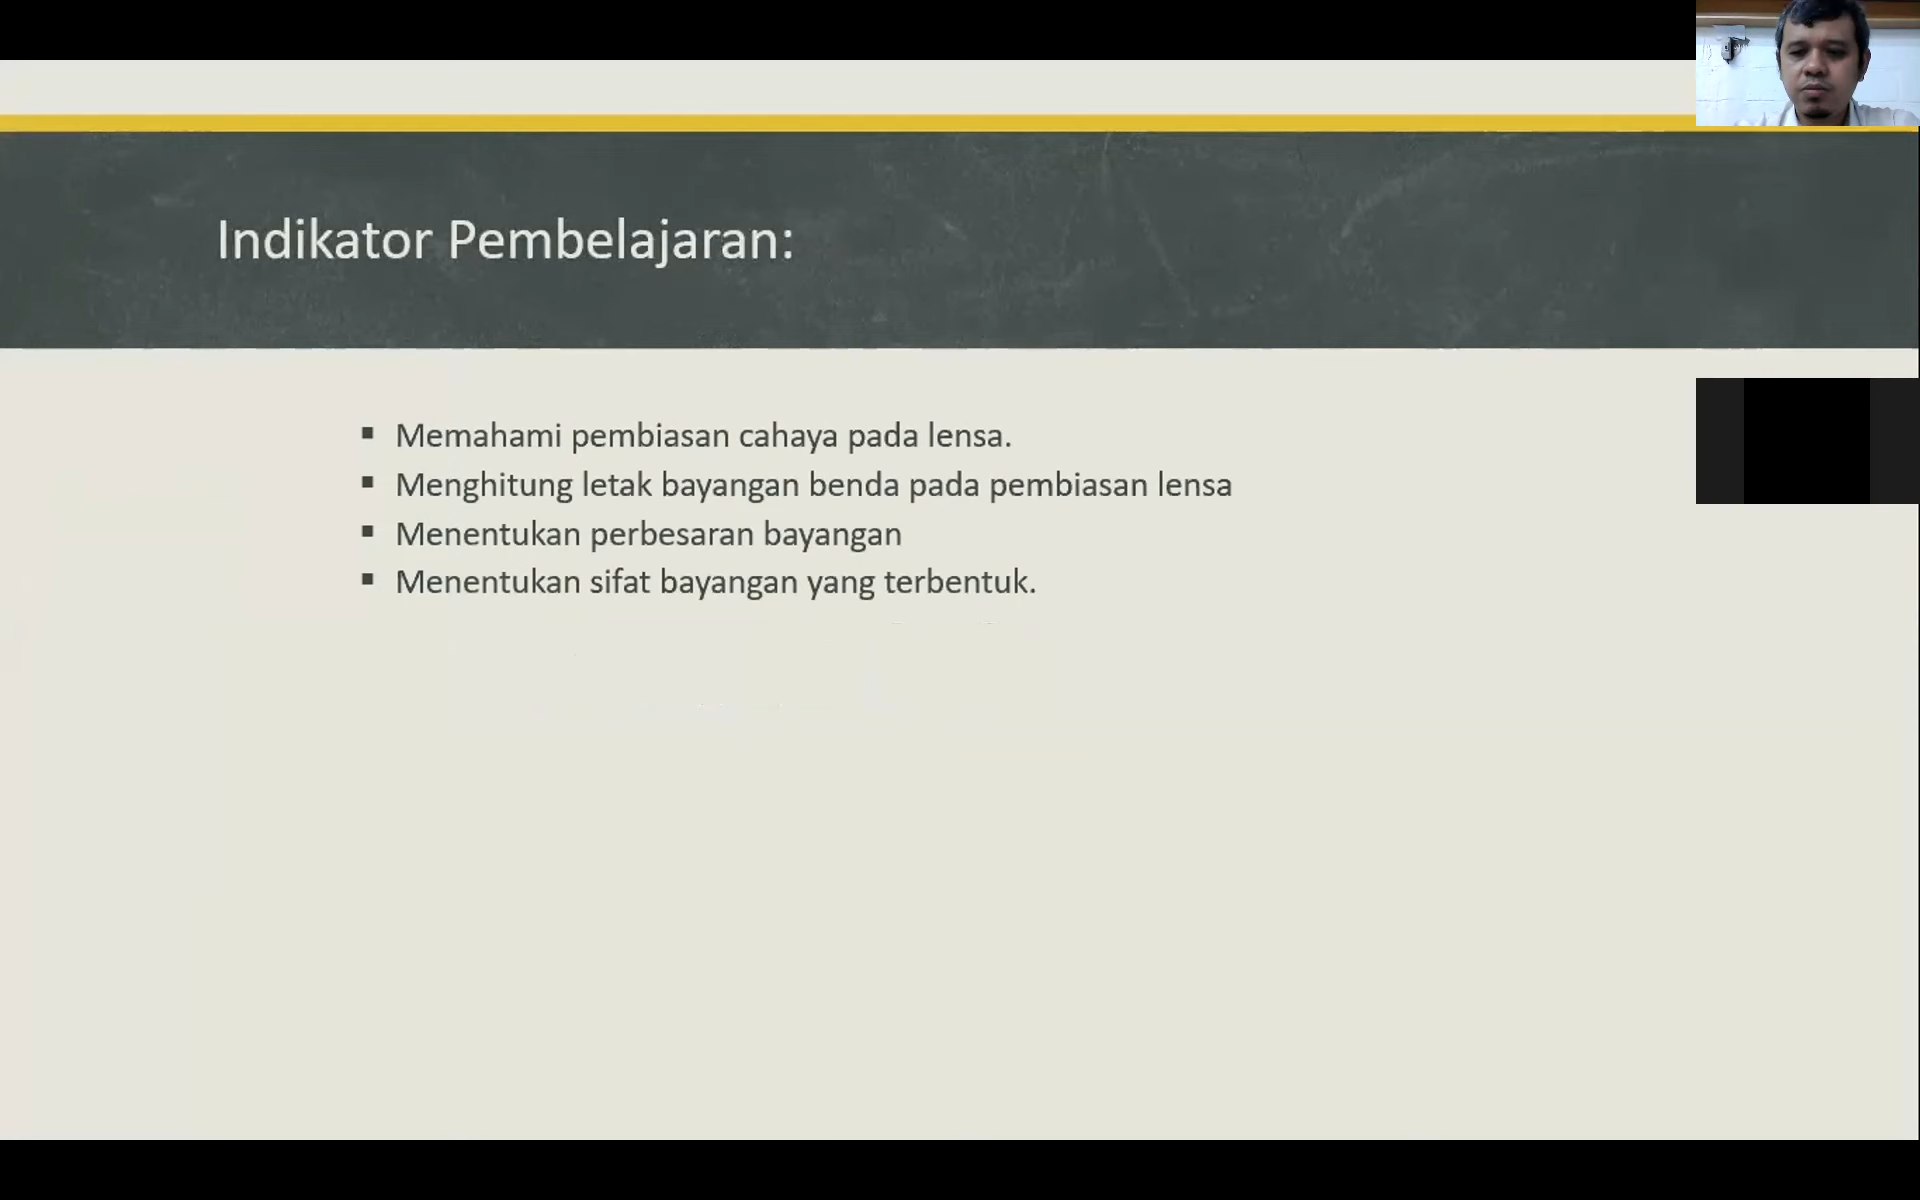 Indikator Pembelajaran:
▪ Memahami pembiasan cahaya pada lensa.
▪ Menghitung letak bayangan benda pada pembiasan lensa
▪ Menentukan perbesaran bayangan
▪ Menentukan sifat bayangan yang terbentuk.